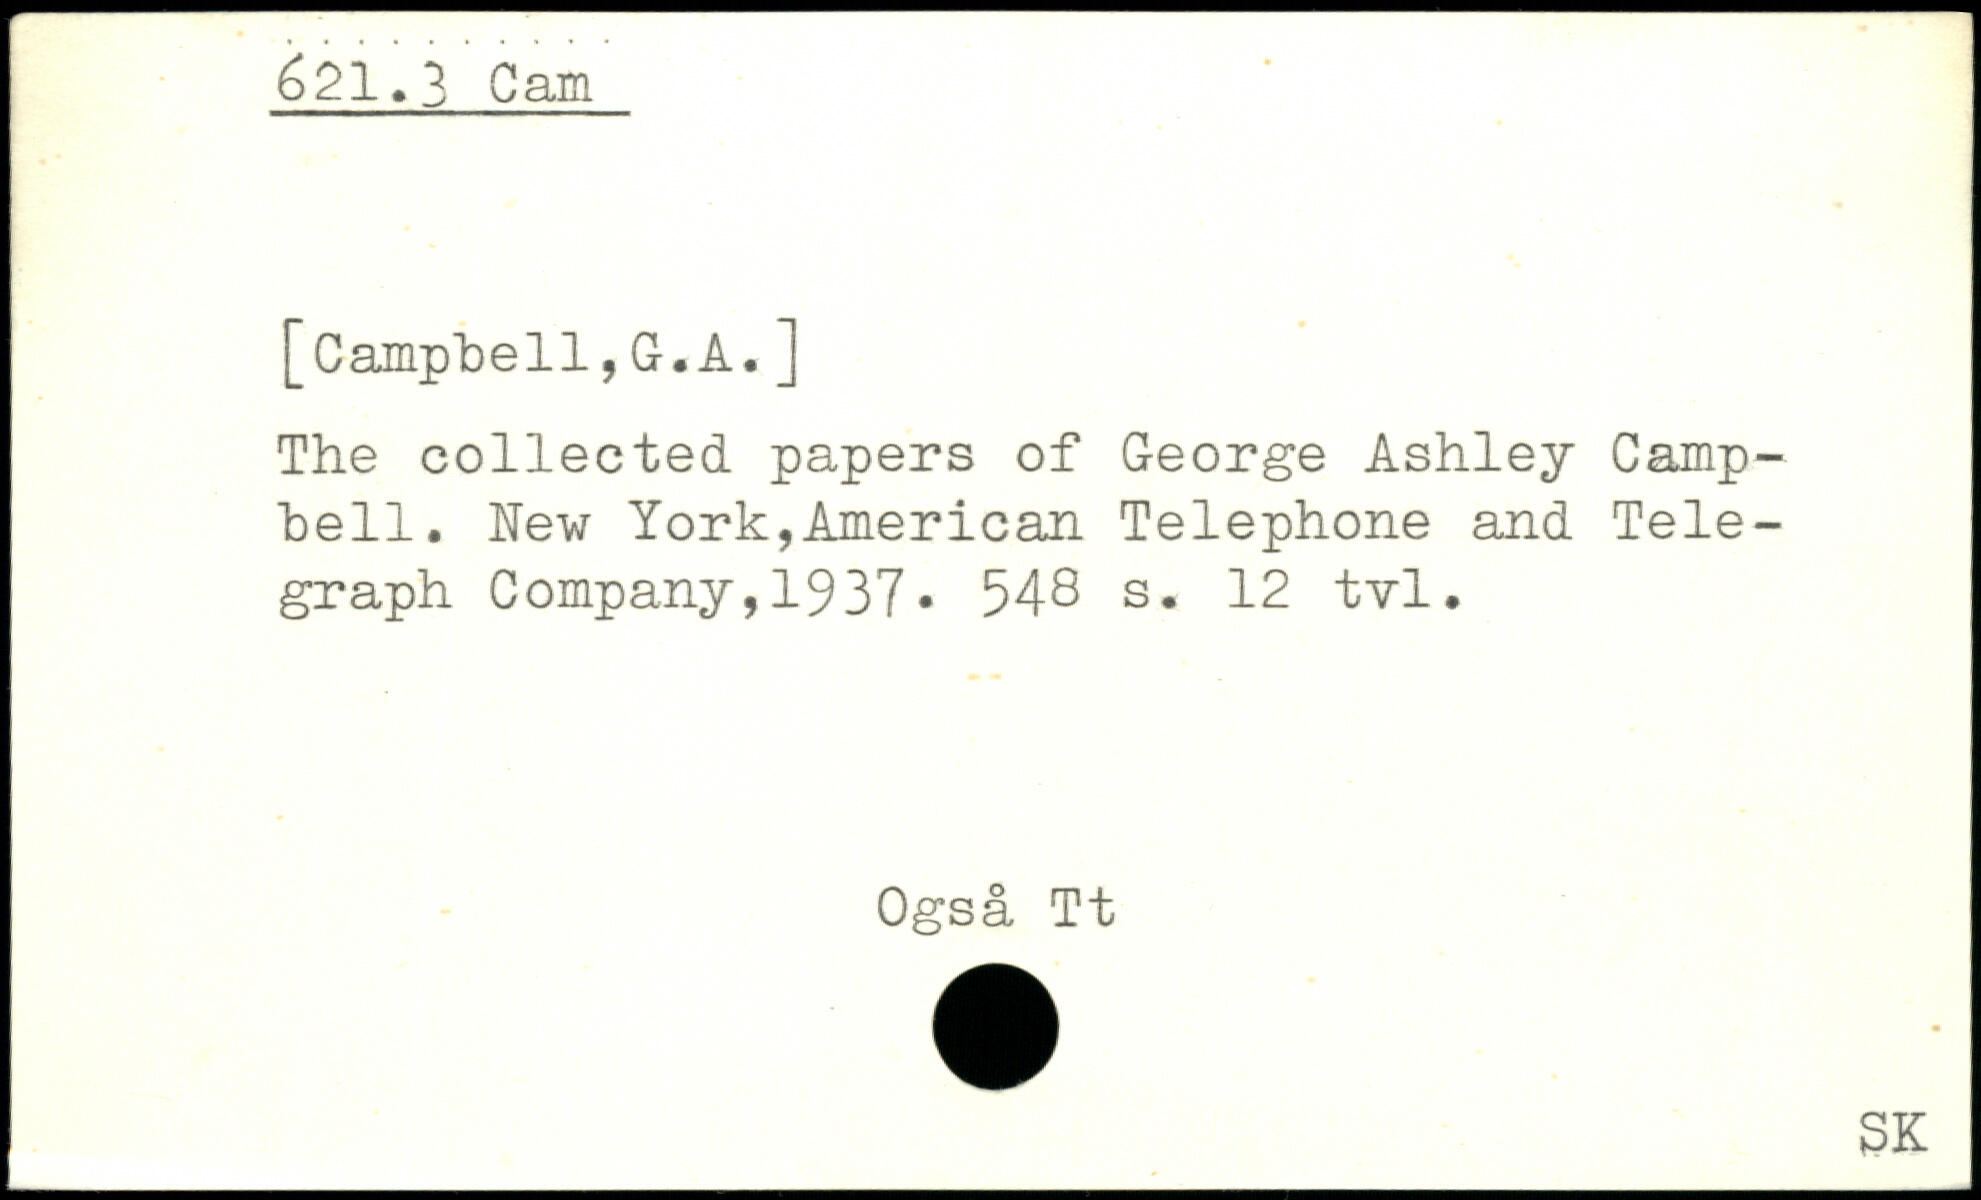 621.3 Cam
[Campbell,G.A.]
The collected papers of George Ashley Camp-
bell. New York,American Telephone and Tele-
graph Company,1937. 548 s. 12 tvl.
Også Tt
SK